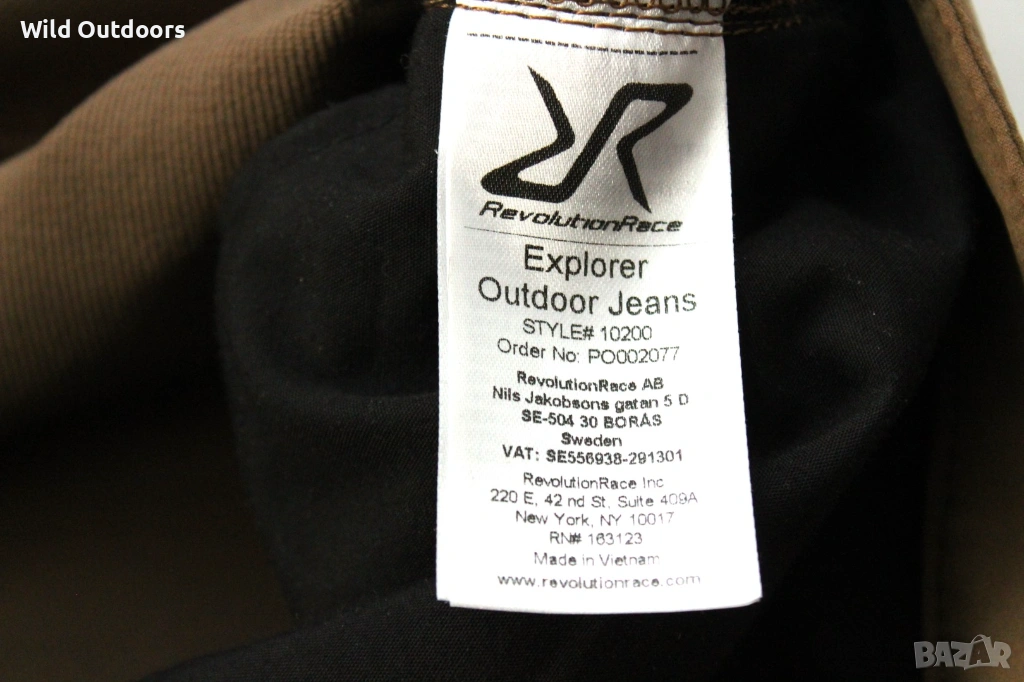 Wild Outdoors
RevolutionRace
Explorer
Outdoor Jeans
STYLE# 10200
Order No: PO002077
RevolutionRace AB
Nils Jakobsons gatan 5 D
SE-504 30 BORÅS
Sweden
VAT: SE556938-291301
RevolutionRace Inc
220 E, 42 nd St, Suite 409A
New York, NY 10017
RN# 163123
Made in Vietnam
www.revolutionrace.com
BAZAR